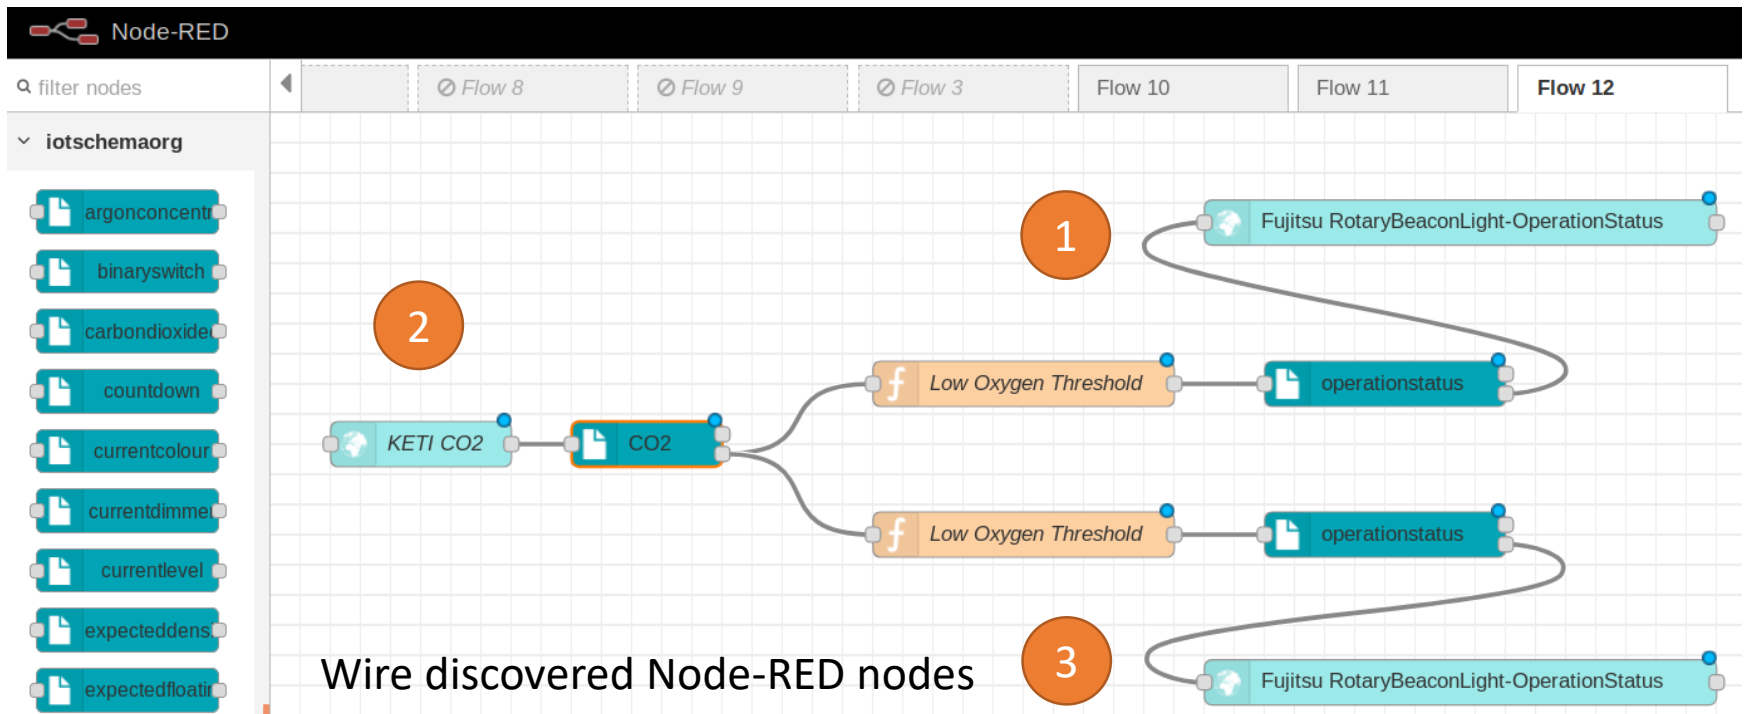 Node-RED
filter nodes
Flow 8
Flow 9
Flow 3
Flow 10
Flow 11
Flow 12
iotschemaorg
argonconcentr
binaryswitch
carbondioxide
countdown
currentcolour
currentdimme
currentlevel
expecteddens
expectedfloatin
1
Fujitsu RotaryBeaconLight-OperationStatus
2
Low Oxygen Threshold
operationstatus
KETI CO2
CO2
Low Oxygen Threshold
operationstatus
Wire discovered Node-RED nodes
3
Fujitsu RotaryBeaconLight-OperationStatus